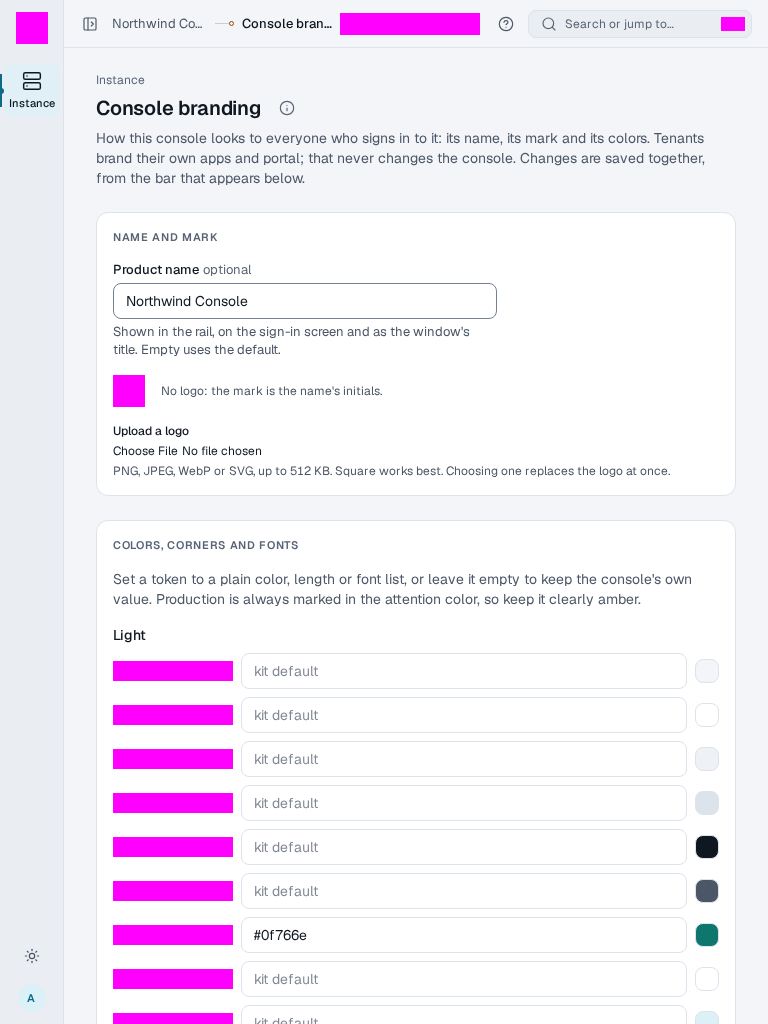 Northwind Co…
Console bran…
Search or jump to…
Instance
Instance
Console branding
How this console looks to everyone who signs in to it: its name, its mark and its colors. Tenants
brand their own apps and portal; that never changes the console. Changes are saved together,
from the bar that appears below.
NAME AND MARK
Product name optional
Northwind Console
Shown in the rail, on the sign-in screen and as the window's
title. Empty uses the default.
No logo: the mark is the name's initials.
Upload a logo
Choose File No file chosen
PNG, JPEG, WebP or SVG, up to 512 KB. Square works best. Choosing one replaces the logo at once.
COLORS, CORNERS AND FONTS
Set a token to a plain color, length or font list, or leave it empty to keep the console's own
value. Production is always marked in the attention color, so keep it clearly amber.
Light
kit default
kit default
kit default
kit default
kit default
kit default
#0f766e
kit default
kit default
A